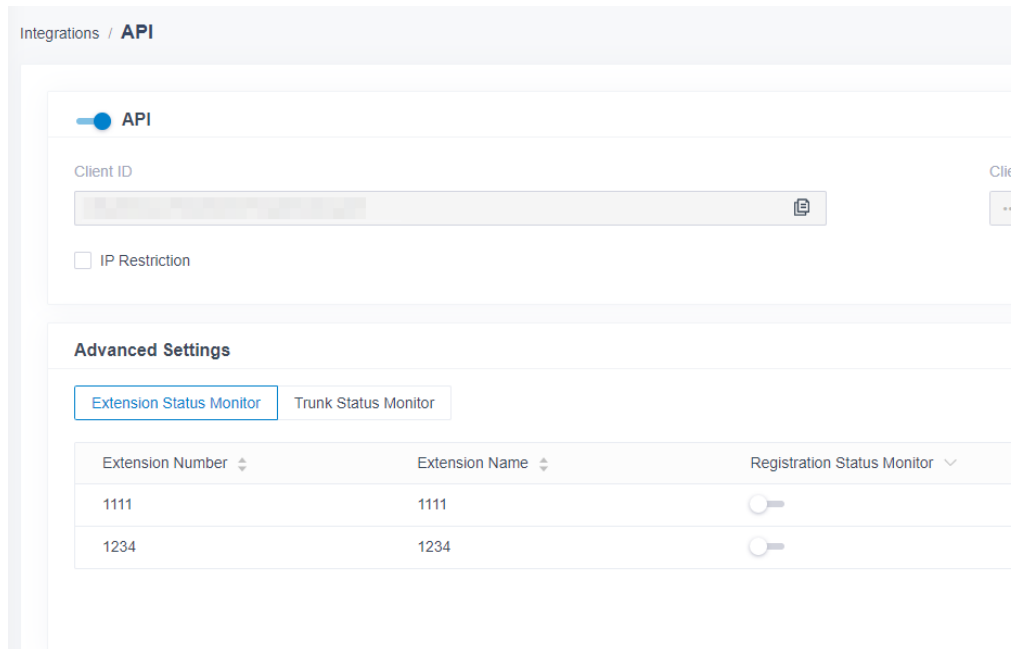 Integrations / API
API
Client ID
IP Restriction
Advanced Settings
Extension Status Monitor Trunk Status Monitor
Extension Number Extension Name Registration Status Monitor
1111 1111
1234 1234